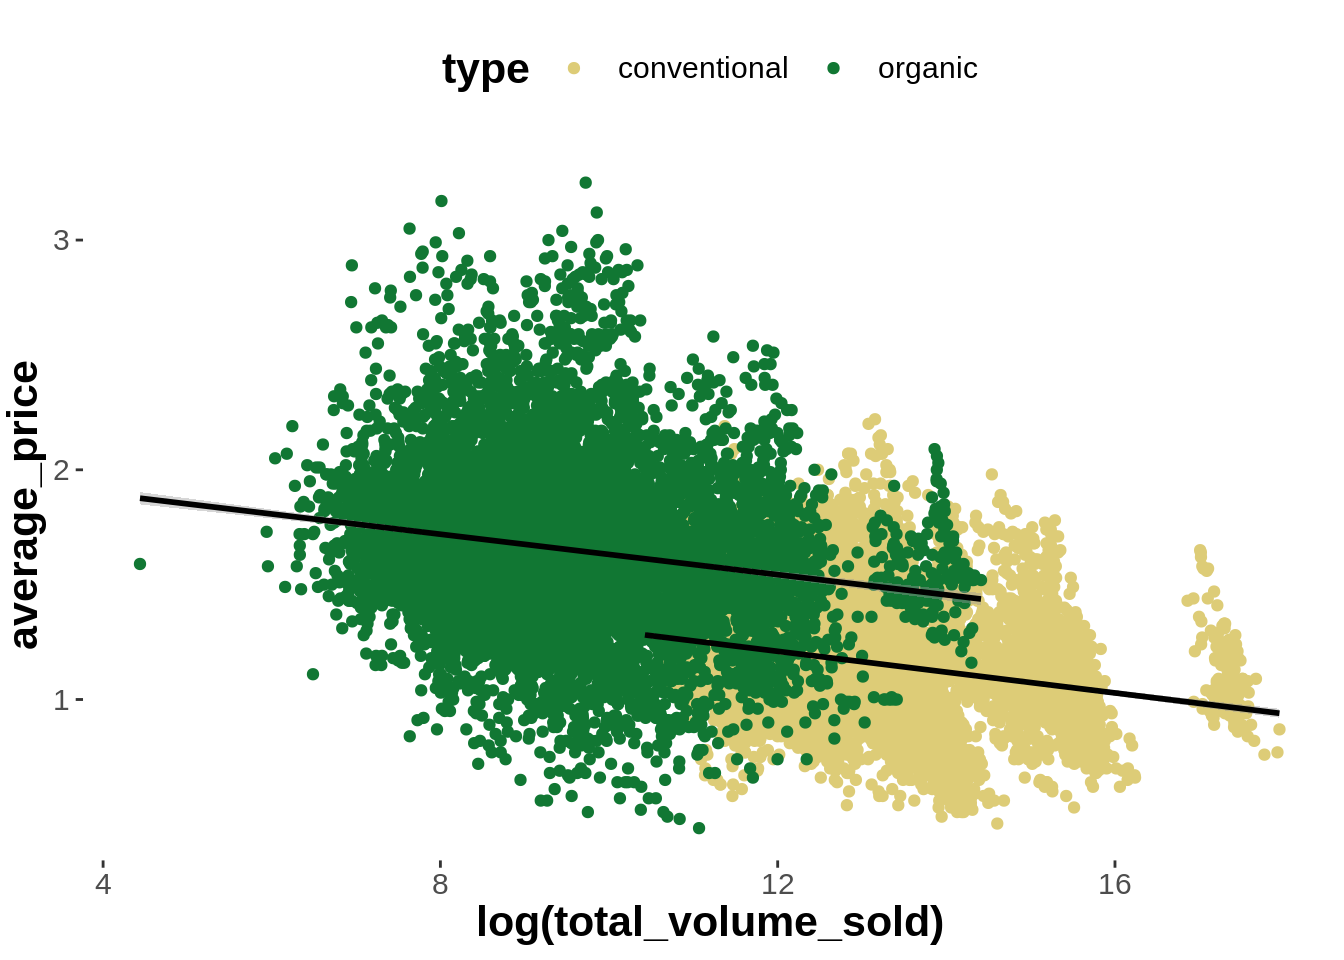 type conventional organic
3
2
1
average_price
4 8 12 16
log(total_volume_sold)